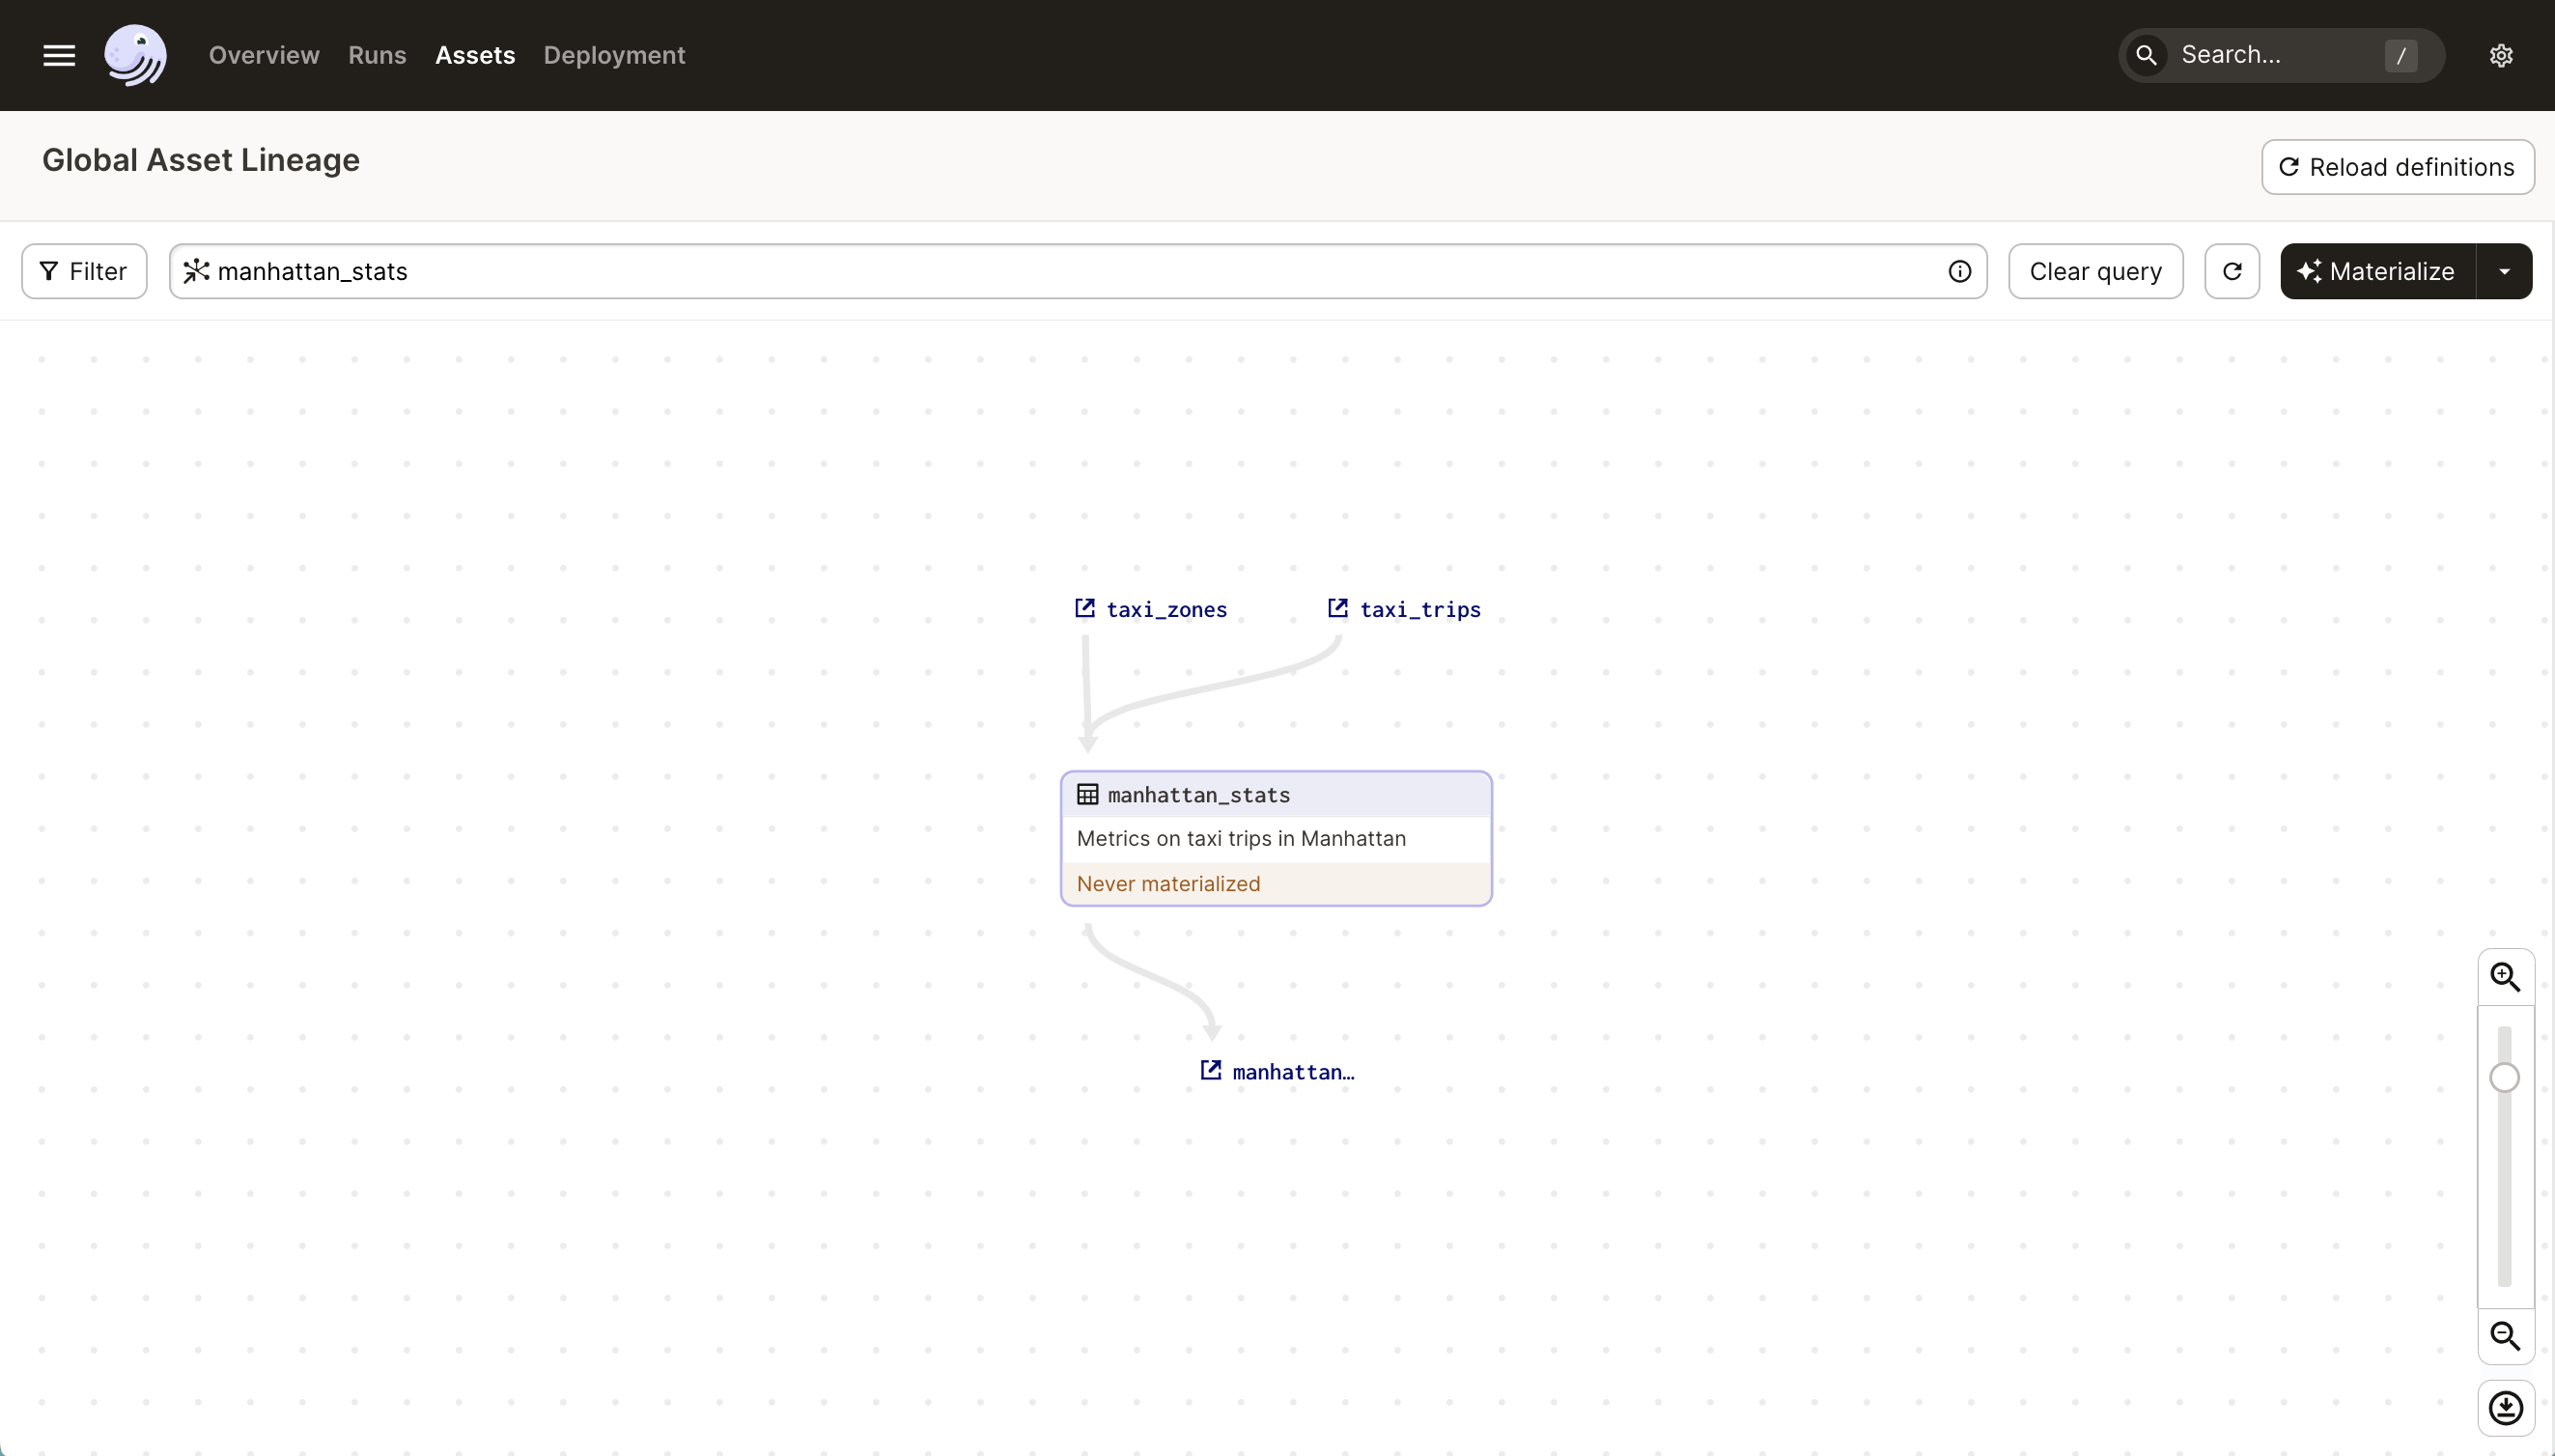 Overview Runs Assets Deployment Search... /
Global Asset Lineage
Reload definitions
Filter manhattan_stats Clear query Materialize
taxi_zones taxi_trips
manhattan_stats
Metrics on taxi trips in Manhattan
Never materialized
manhattan…